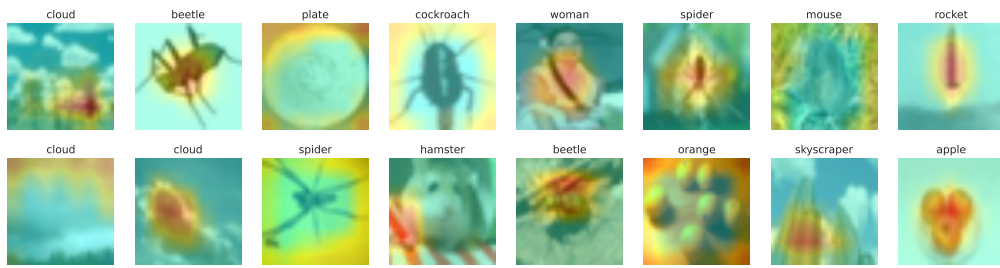 cloud beetle plate cockroach woman spider mouse rocket
cloud cloud spider hamster beetle orange skyscraper apple